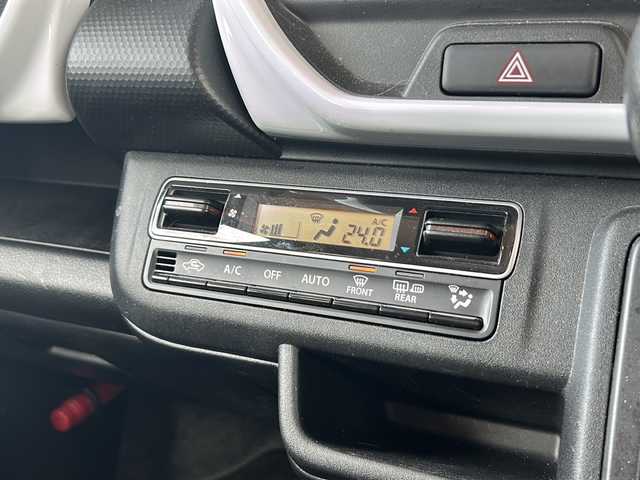 A/C
24.0
A/C OFF AUTO FRONT REAR